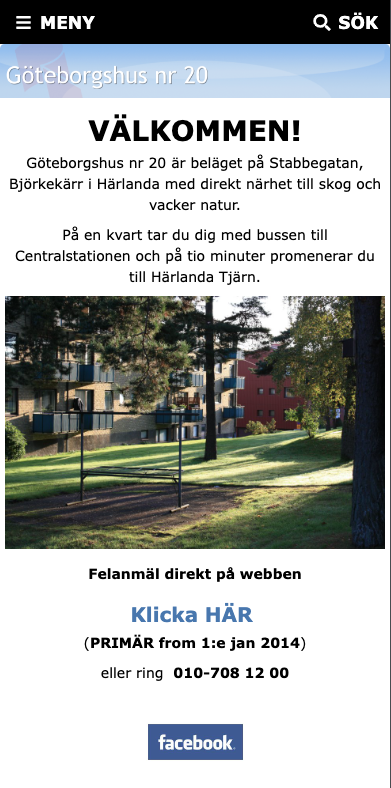 MENY
SÖK
Göteborgshus nr 20
VÄLKOMMEN!
Göteborgshus nr 20 är beläget på Stabbegatan,
Björkekärr i Härlanda med direkt närhet till skog och
vacker natur.
På en kvart tar du dig med bussen till
Centralstationen och på tio minuter promenerar du
till Härlanda Tjärn.
Felanmäl direkt på webben
Klicka HÄR
(PRIMÄR from 1:e jan 2014)
eller ring 010-708 12 00
facebook